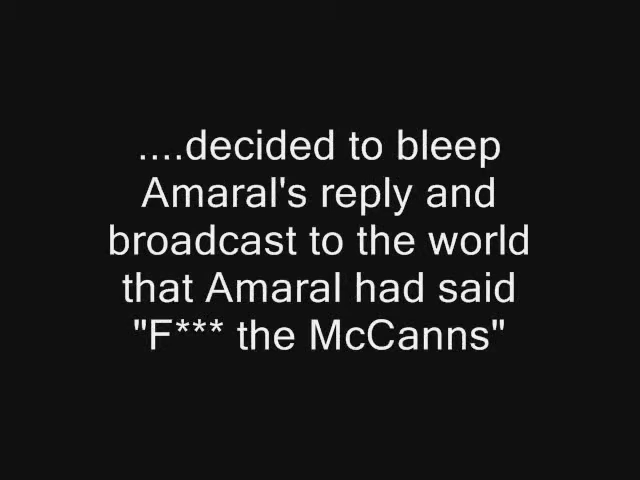 ....decided to bleep
Amaral's reply and
broadcast to the world
that Amaral had said
"F*** the McCanns"